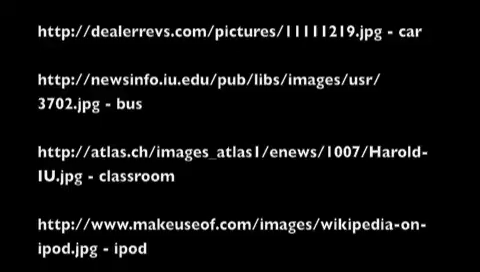 http://dealerrevs.com/pictures/11111219.jpg - car
http://newsinfo.iu.edu/pub/libs/images/usr/
3702.jpg - bus
http://atlas.ch/images_atlas1/enews/1007/Harold-
IU.jpg - classroom
http://www.makeuseof.com/images/wikipedia-on-
ipod.jpg - ipod